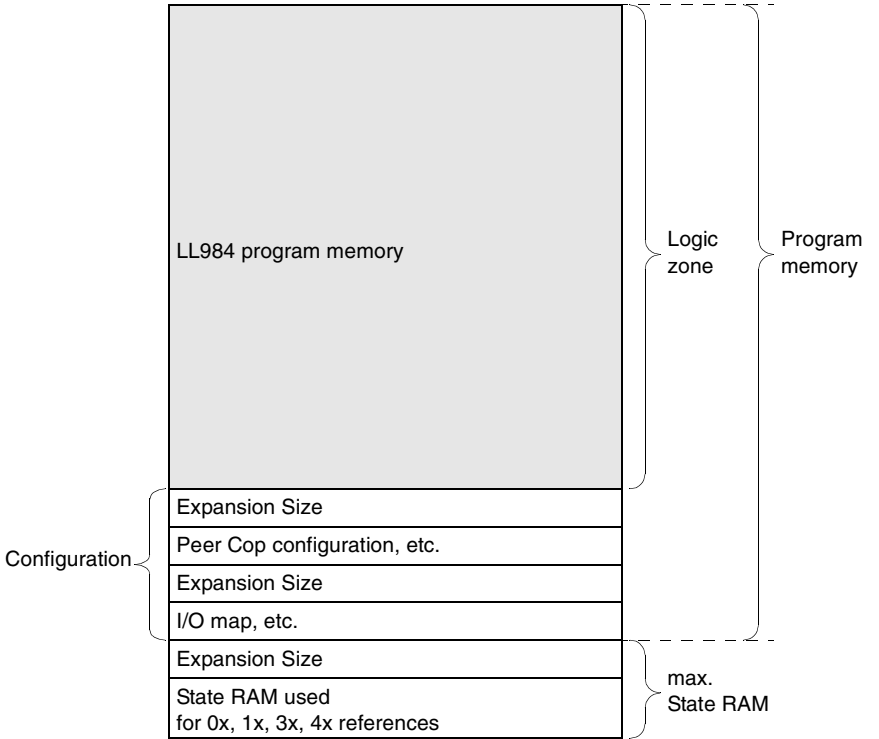 LL984 program memory
Logic
zone
Program
memory
Configuration
Expansion Size
Peer Cop configuration, etc.
Expansion Size
I/O map, etc.
Expansion Size
State RAM used
for 0x, 1x, 3x, 4x references
max.
State RAM